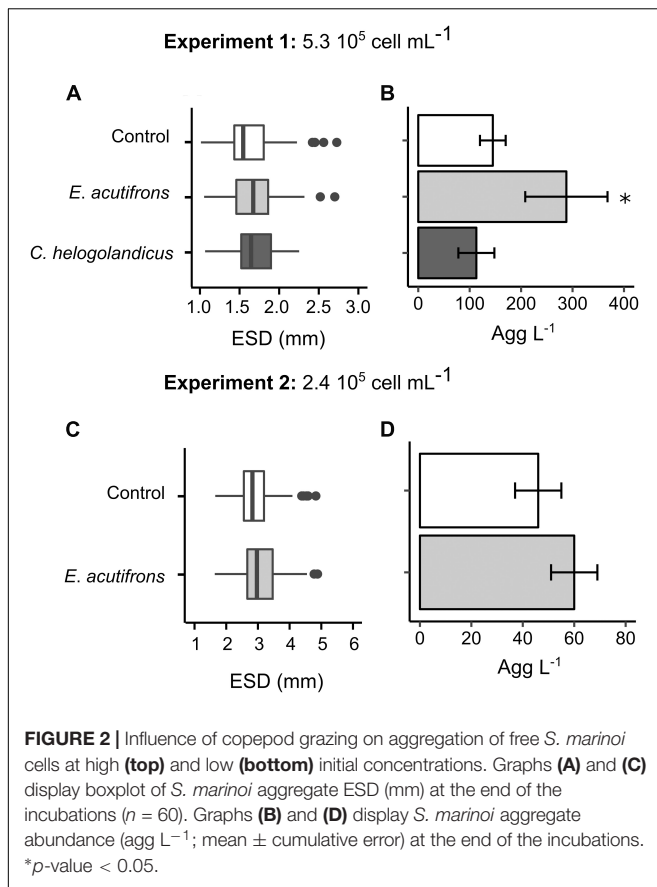 Experiment 1: 5.3 10⁵ cell mL⁻¹
A
Control
E. acutifrons
C. helogolandicus
1.0 1.5 2.0 2.5 3.0
ESD (mm)
B
*
0 100 200 300 400
Agg L⁻¹
Experiment 2: 2.4 10⁵ cell mL⁻¹
C
Control
E. acutifrons
1 2 3 4 5 6
ESD (mm)
D
0 20 40 60 80
Agg L⁻¹
FIGURE 2 | Influence of copepod grazing on aggregation of free S. marinoi
cells at high (top) and low (bottom) initial concentrations. Graphs (A) and (C)
display boxplot of S. marinoi aggregate ESD (mm) at the end of the
incubations (n = 60). Graphs (B) and (D) display S. marinoi aggregate
abundance (agg L⁻¹; mean ± cumulative error) at the end of the incubations.
*p-value < 0.05.